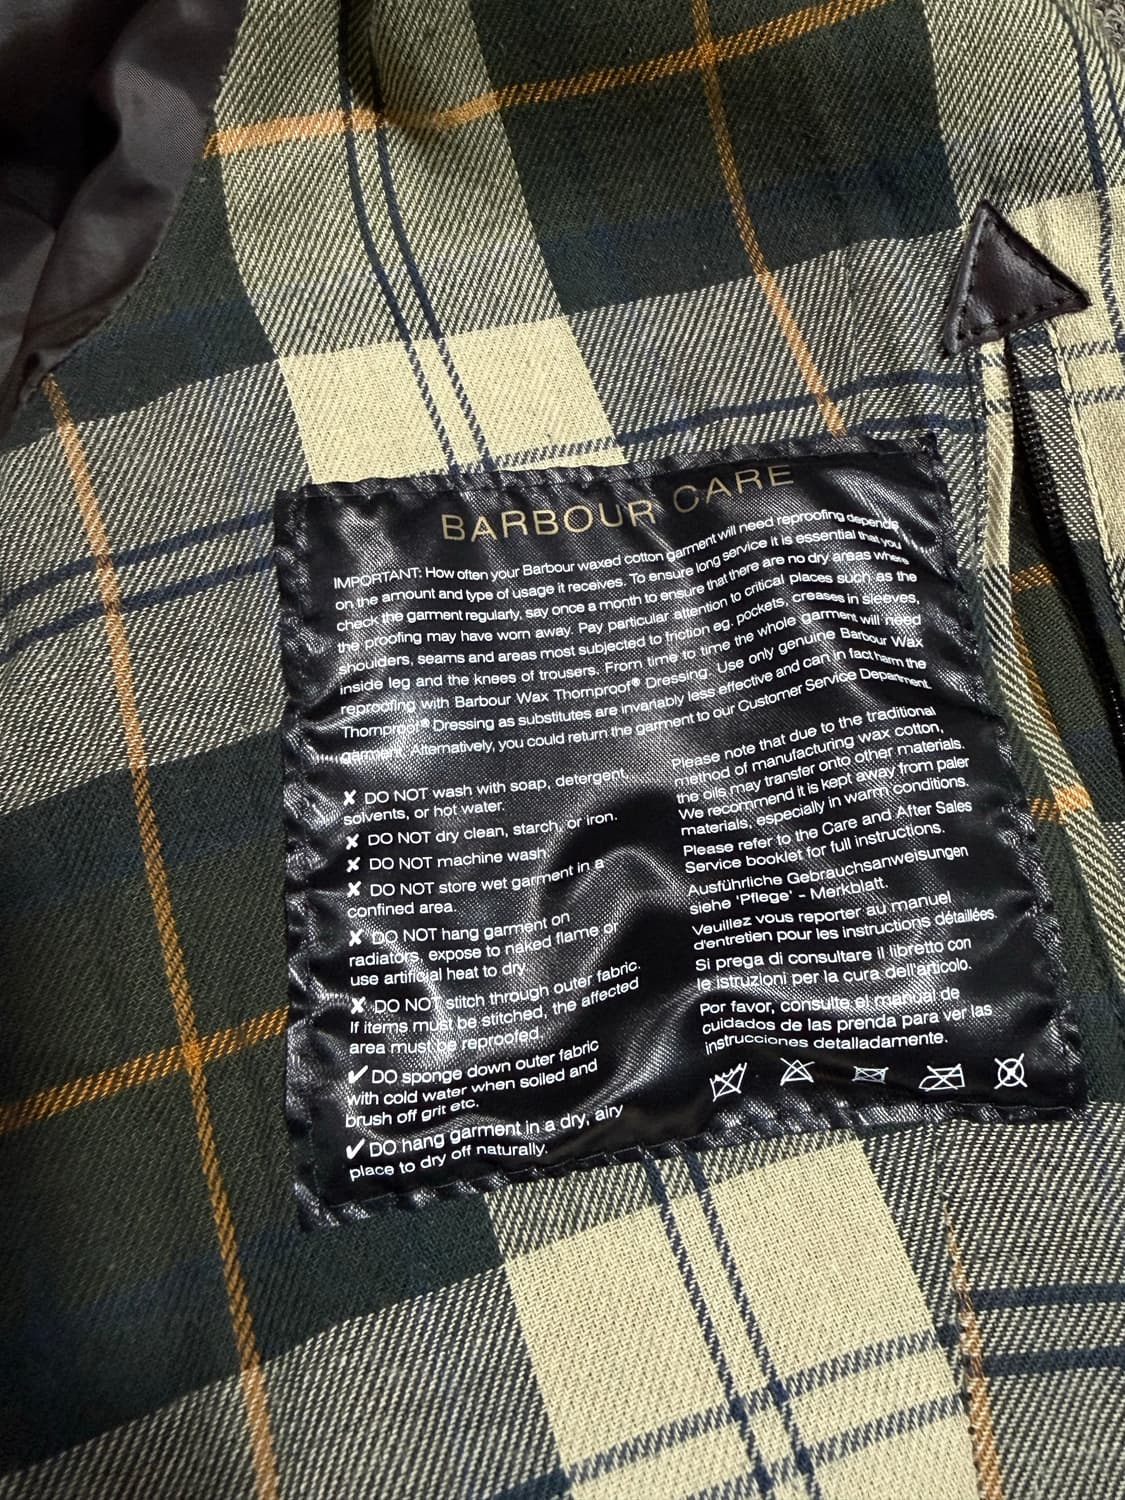 BARBOUR CARE
IMPORTANT: How often your Barbour waxed cotton garment will need reproofing depends
on the amount and type of usage it receives. To ensure long service it is essential that you
check the garment regularly, say once a month to ensure that there are no dry areas where
the proofing may have worn away. Pay particular attention to critical places such as the
shoulders, seams and areas most subjected to friction eg. pockets, creases in sleeves,
inside leg and the knees of trousers. From time to time the whole garment will need
reproofing with Barbour Wax Thornproof® Dressing. Use only genuine Barbour Wax
Thornproof® Dressing as substitutes are invariably less effective and can in fact harm the
garment. Alternatively, you could return the garment to our Customer Service Department.
✘ DO NOT wash with soap, detergent,
solvents, or hot water.
✘ DO NOT dry clean, starch, or iron.
✘ DO NOT machine wash
✘ DO NOT store wet garment in a
confined area.
✘ DO NOT hang garment on
radiators, expose to naked flame or
use artificial heat to dry.
✘ DO NOT stitch through outer fabric.
If items must be stitched, the affected
area must be reproofed.
✔ DO sponge down outer fabric
with cold water when soiled and
brush off grit etc.
✔ DO hang garment in a dry, airy
place to dry off naturally.
Please note that due to the traditional
method of manufacturing wax cotton,
the oils may transfer onto other materials.
We recommend it is kept away from paler
materials, especially in warm conditions.
Please refer to the Care and After Sales
Service booklet for full instructions.
Ausführliche Gebrauchsanweisungen
siehe 'Pflege' - Merkblatt.
Veuillez vous reporter au manuel
d'entretien pour les instructions détaillées.
Si prega di consultare il libretto con
le istruzioni per la cura dell'articolo.
Por favor, consulte el manual de
cuidados de las prenda para ver las
instrucciones detalladamente.